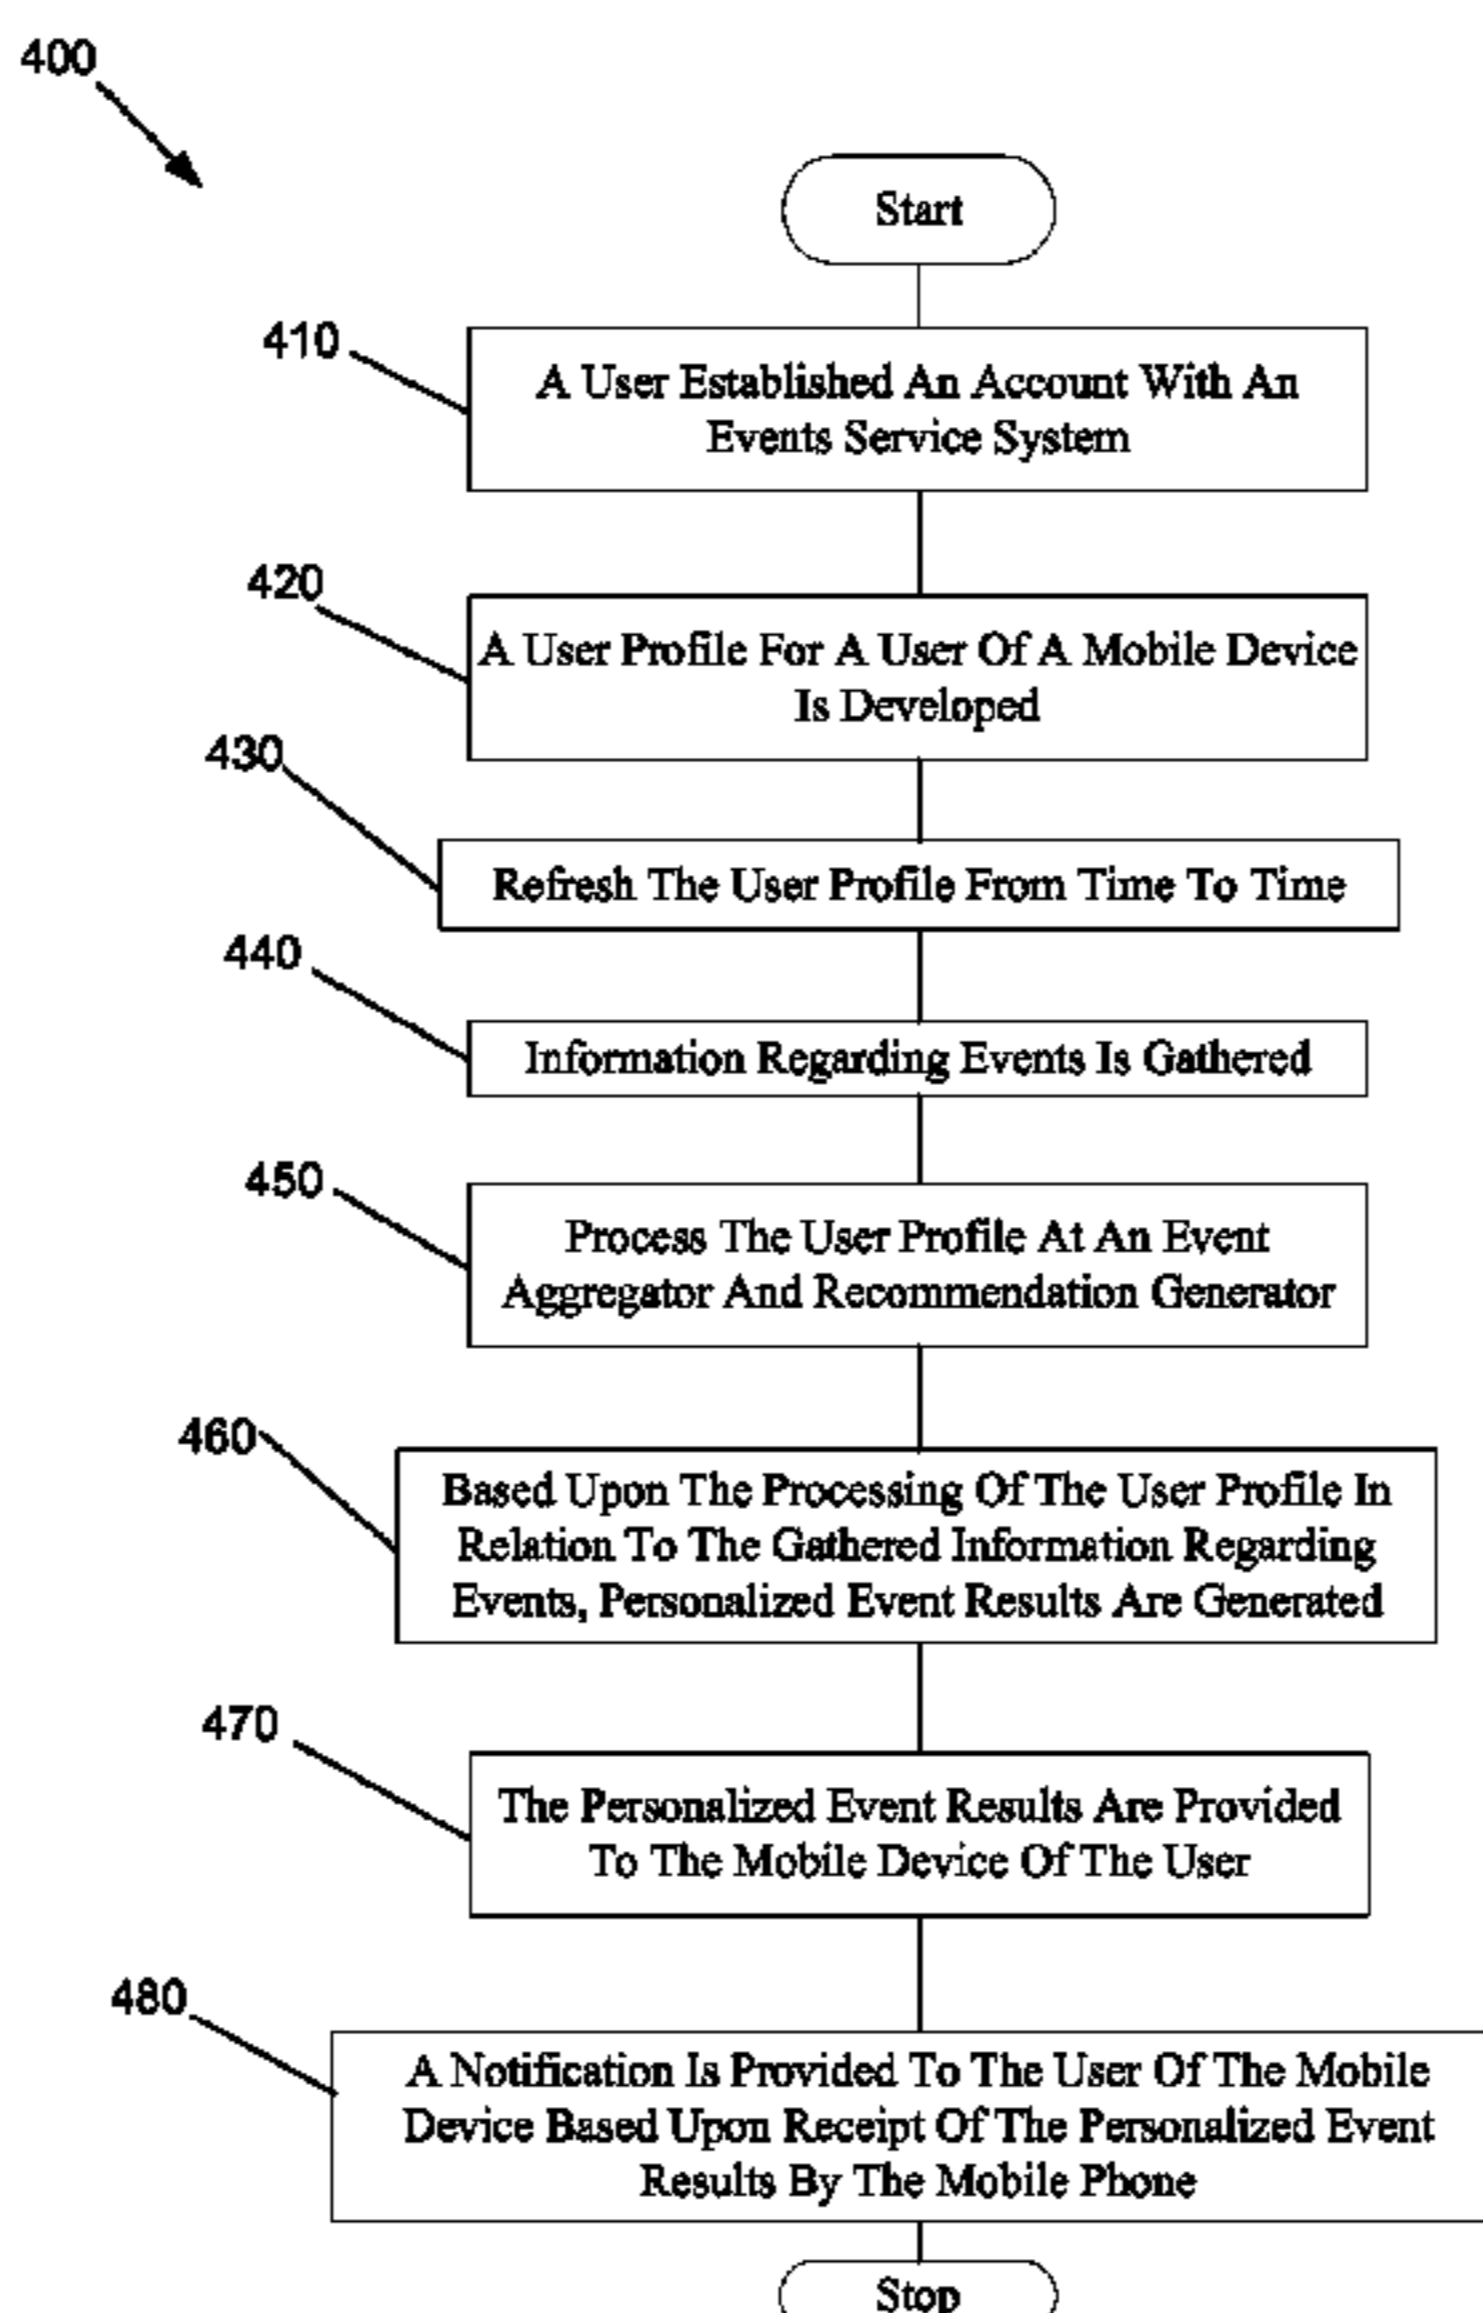 400
Start
410
A User Established An Account With An
Events Service System
420
A User Profile For A User Of A Mobile Device
Is Developed
430
Refresh The User Profile From Time To Time
440
Information Regarding Events Is Gathered
450
Process The User Profile At An Event
Aggregator And Recommendation Generator
460
Based Upon The Processing Of The User Profile In
Relation To The Gathered Information Regarding
Events, Personalized Event Results Are Generated
470
The Personalized Event Results Are Provided
To The Mobile Device Of The User
480
A Notification Is Provided To The User Of The Mobile
Device Based Upon Receipt Of The Personalized Event
Results By The Mobile Phone
Stop